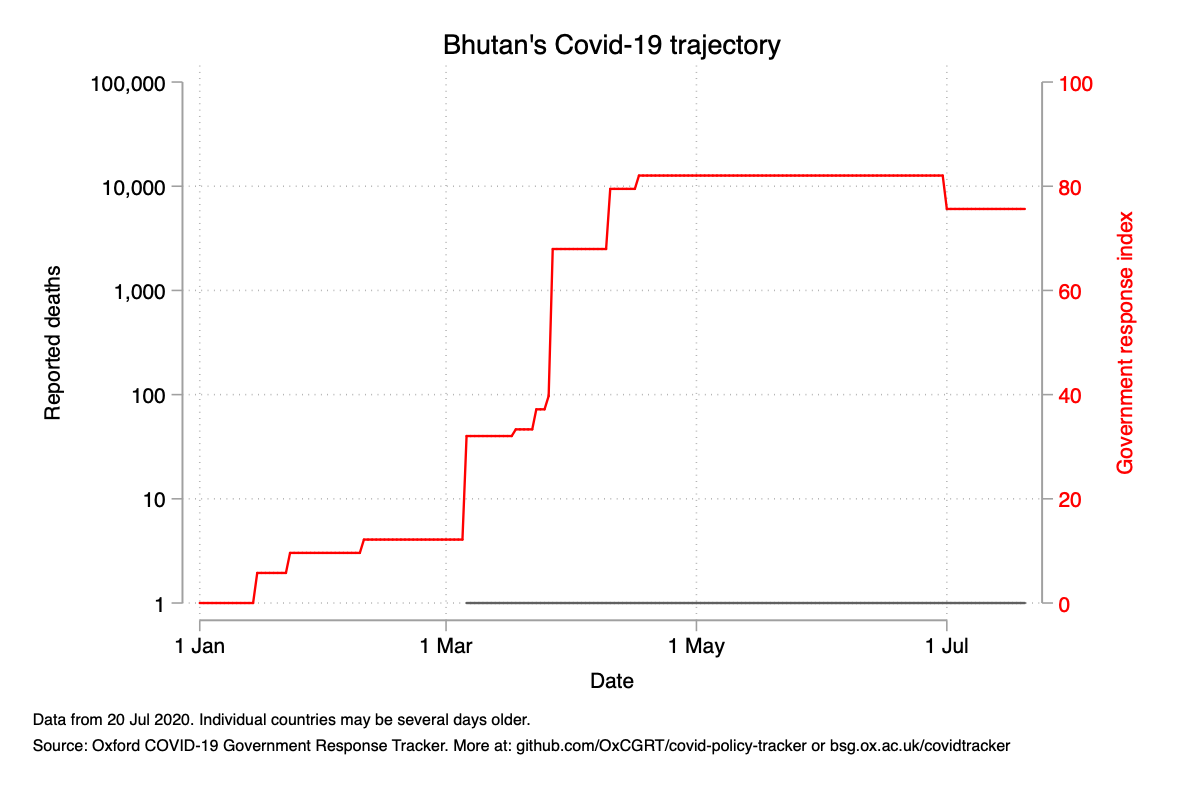 Bhutan's Covid-19 trajectory
100,000
10,000
1,000
100
10
1
Reported deaths
100
80
60
40
20
0
Government response index
1 Jan
1 Mar
1 May
1 Jul
Date
Data from 20 Jul 2020. Individual countries may be several days older.
Source: Oxford COVID-19 Government Response Tracker. More at: github.com/OxCGRT/covid-policy-tracker or bsg.ox.ac.uk/covidtracker